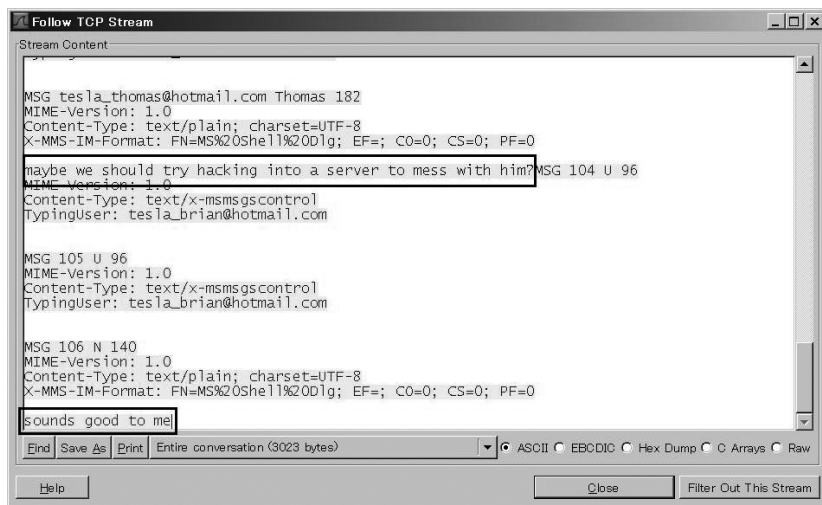 Follow TCP Stream
Stream Content
MSG tesla_thomas@hotmail.com Thomas 182
MIME-Version: 1.0
Content-Type: text/plain; charset=UTF-8
X-MMS-IM-Format: FN=MS%20Shell%20Dlg; EF=; CO=0; CS=0; PF=0
maybe we should try hacking into a server to mess with him?MSG 104 U 96
MIME-Version: 1.0
Content-Type: text/x-msmsgscontrol
TypingUser: tesla_brian@hotmail.com
MSG 105 U 96
MIME-Version: 1.0
Content-Type: text/x-msmsgscontrol
TypingUser: tesla_brian@hotmail.com
MSG 106 N 140
MIME-Version: 1.0
Content-Type: text/plain; charset=UTF-8
X-MMS-IM-Format: FN=MS%20Shell%20Dlg; EF=; CO=0; CS=0; PF=0
sounds good to me
Find Save As Print Entire conversation (3023 bytes) ASCII EBCDIC Hex Dump C Arrays Raw
Help Close Filter Out This Stream